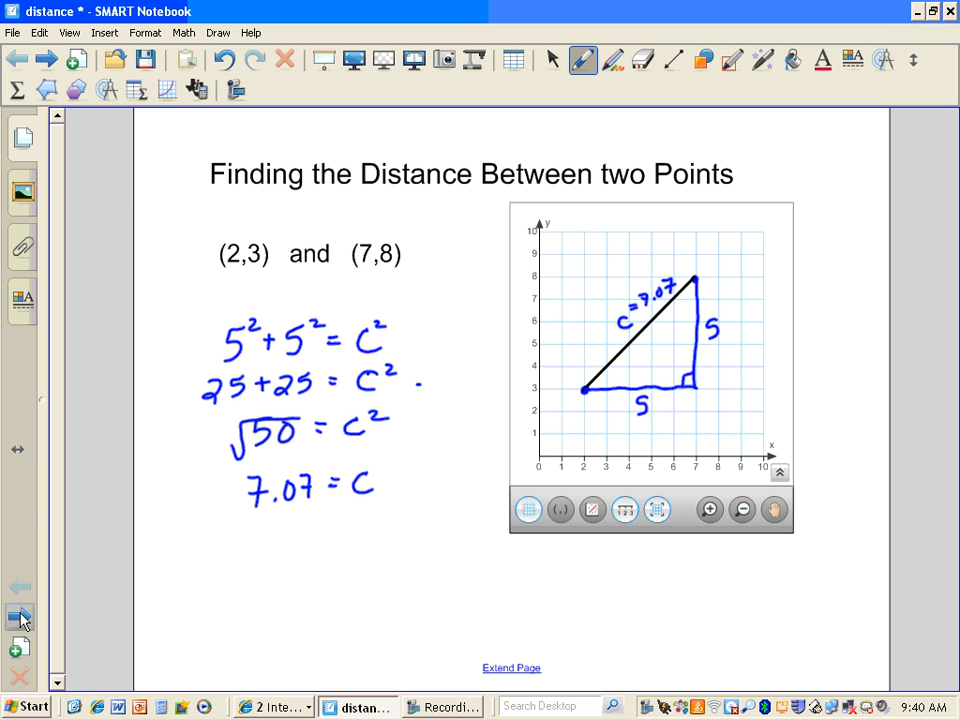 distance * - SMART Notebook
File Edit View Insert Format Math Draw Help
Finding the Distance Between two Points
(2,3) and (7,8)
5² + 5² = c²
25 + 25 = c² .
√50 = c²
7.07 = c
y
10
9
8
7
6
5
4
3
2
1
0 1 2 3 4 5 6 7 8 9 10
x
c = 7.07
5
5
Extend Page
Start
2 Inte...
distan...
Recordi...
Search Desktop
9:40 AM